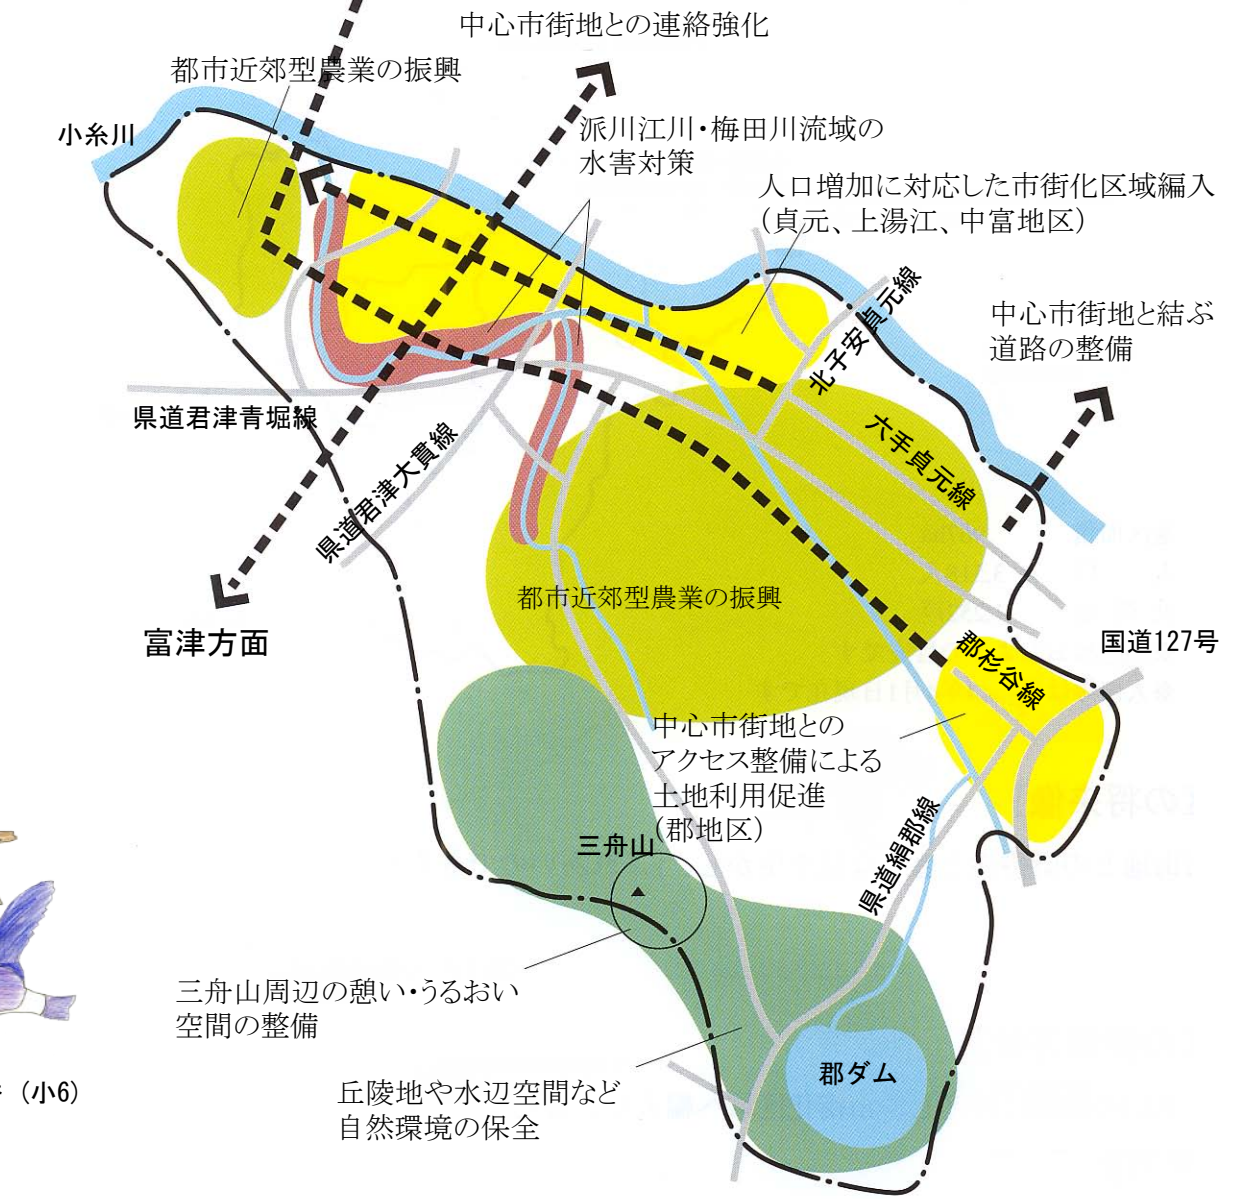 中心市街地との連絡強化
都市近郊型農業の振興
小糸川
派川江川・梅田川流域の
水害対策
人口増加に対応した市街化区域編入
(貞元、上湯江、中富地区)
北子安貞元線
中心市街地と結ぶ
道路の整備
県道君津青堀線
県道君津大貫線
六手貞元線
都市近郊型農業の振興
富津方面
郡杉谷線
国道127号
中心市街地との
アクセス整備による
土地利用促進
(郡地区)
三舟山
県道絹郡線
三舟山周辺の憩い・うるおい
空間の整備
郡ダム
丘陵地や水辺空間など
自然環境の保全
(小6)